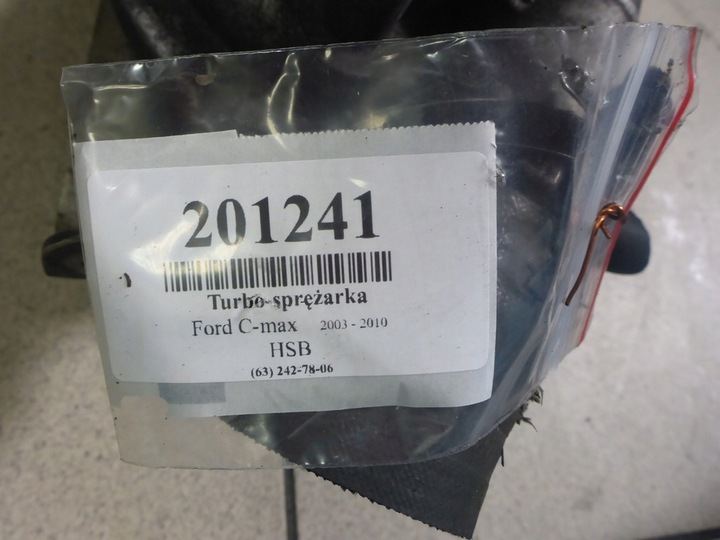 201241
Turbo-sprężarka
Ford C-max 2003 - 2010
HSB
(63) 242-78-06